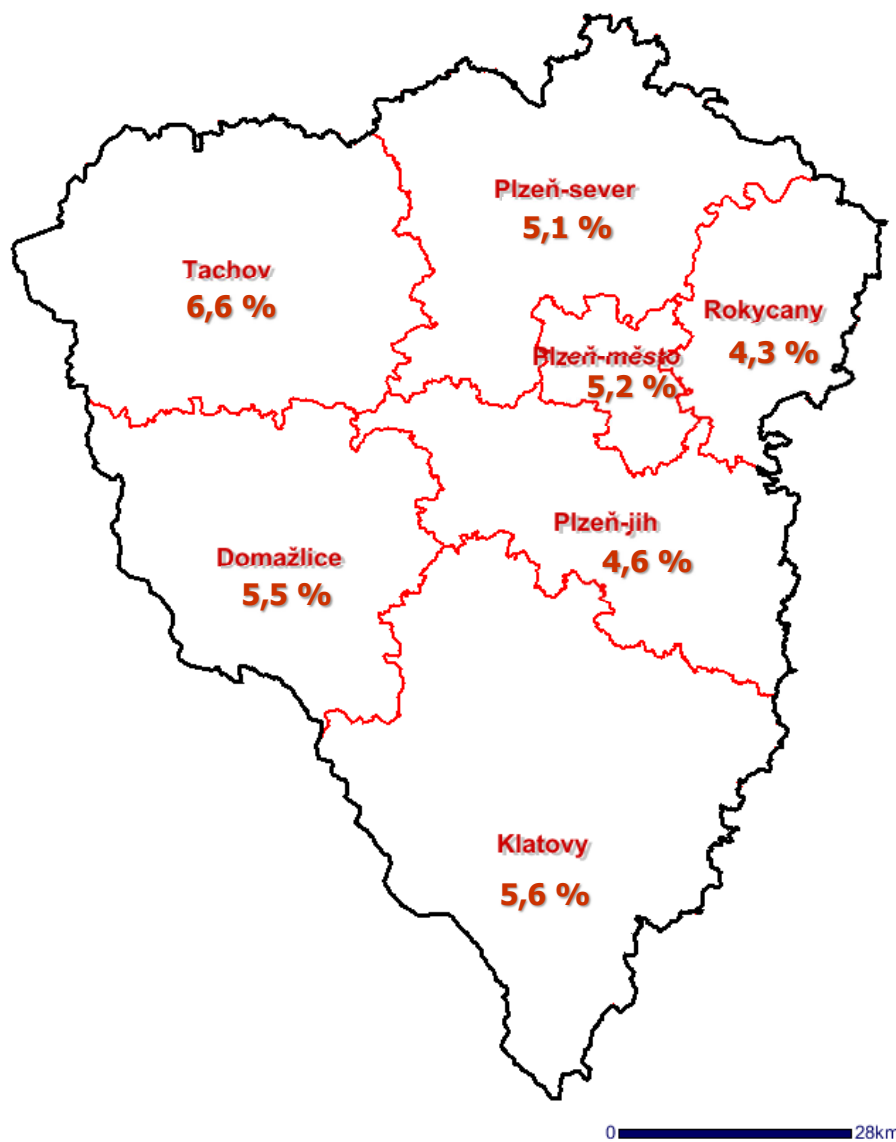 Plzeň-sever
5,1 %
Tachov
6,6 %
Rokycany
4,3 %
Plzeň-město
5,2 %
Plzeň-jih
4,6 %
Domažlice
5,5 %
Klatovy
5,6 %
0 28km